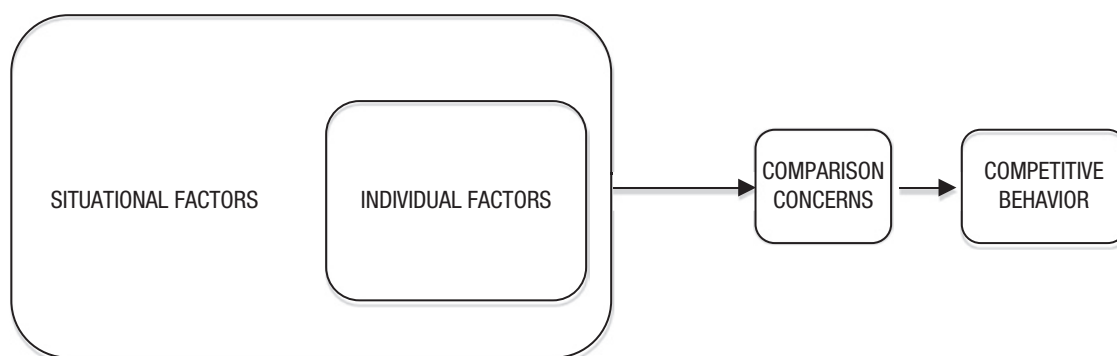 SITUATIONAL FACTORS
INDIVIDUAL FACTORS
COMPARISON
CONCERNS
COMPETITIVE
BEHAVIOR